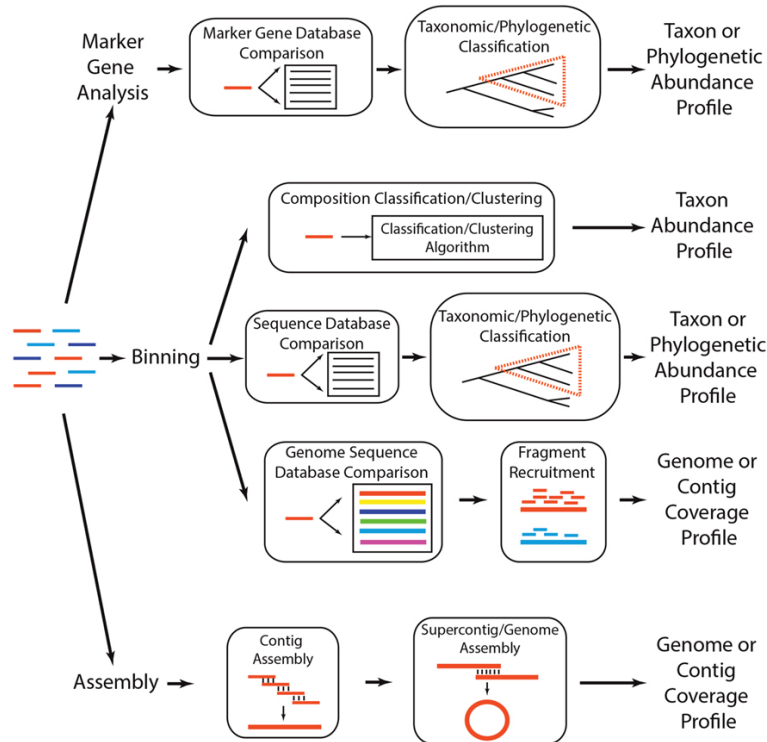 Marker
Gene
Analysis
Marker Gene Database
Comparison
Taxonomic/Phylogenetic
Classification
Taxon or
Phylogenetic
Abundance
Profile
Composition Classification/Clustering
Classification/Clustering
Algorithm
Taxon
Abundance
Profile
Binning
Sequence Database
Comparison
Taxonomic/Phylogenetic
Classification
Taxon or
Phylogenetic
Abundance
Profile
Genome Sequence
Database Comparison
Fragment
Recruitment
Genome or
Contig
Coverage
Profile
Assembly
Contig
Assembly
Supercontig/Genome
Assembly
Genome or
Contig
Coverage
Profile